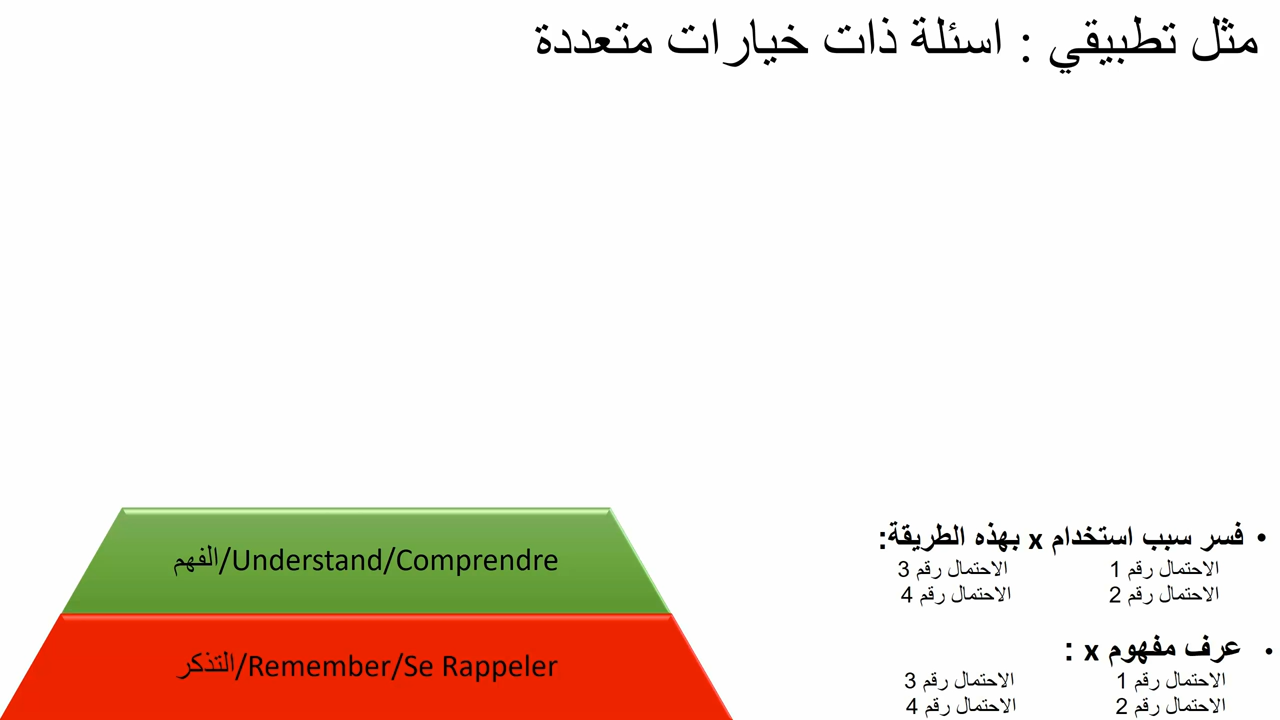 مثل تطبيقي : اسئلة ذات خيارات متعددة
• فسر سبب استخدام x بهذه الطريقة:
الاحتمال رقم 1 الاحتمال رقم 3
الاحتمال رقم 2 الاحتمال رقم 4
الفهم/Understand/Comprendre
• عرف مفهوم x :
الاحتمال رقم 1 الاحتمال رقم 3
الاحتمال رقم 2 الاحتمال رقم 4
التذكر/Remember/Se Rappeler